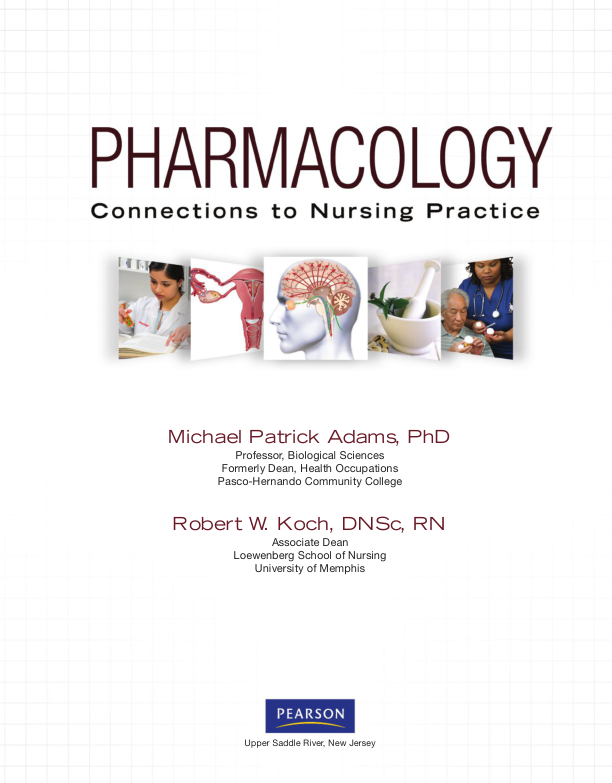 PHARMACOLOGY
Connections to Nursing Practice
Michael Patrick Adams, PhD
Professor, Biological Sciences
Formerly Dean, Health Occupations
Pasco-Hernando Community College
Robert W. Koch, DNSc, RN
Associate Dean
Loewenberg School of Nursing
University of Memphis
PEARSON
Upper Saddle River, New Jersey